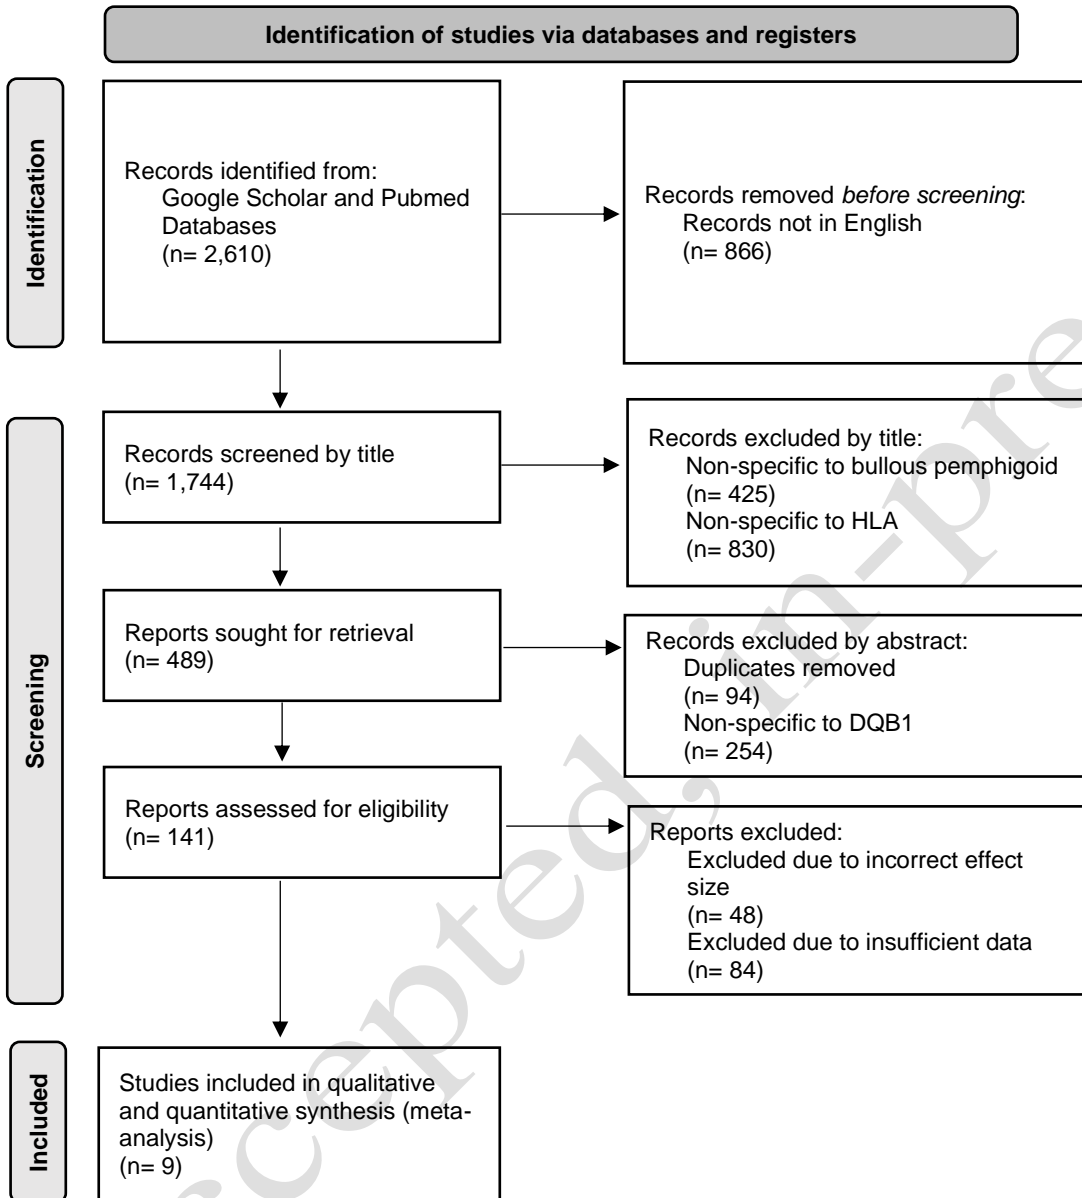 Identification of studies via databases and registers
Identification
Records identified from:
Google Scholar and Pubmed
Databases
(n= 2,610)
Records removed before screening:
Records not in English
(n= 866)
Screening
Records screened by title
(n= 1,744)
Records excluded by title:
Non-specific to bullous pemphigoid
(n= 425)
Non-specific to HLA
(n= 830)
Reports sought for retrieval
(n= 489)
Records excluded by abstract:
Duplicates removed
(n= 94)
Non-specific to DQB1
(n= 254)
Reports assessed for eligibility
(n= 141)
Reports excluded:
Excluded due to incorrect effect
size
(n= 48)
Excluded due to insufficient data
(n= 84)
Included
Studies included in qualitative
and quantitative synthesis (meta-
analysis)
(n= 9)